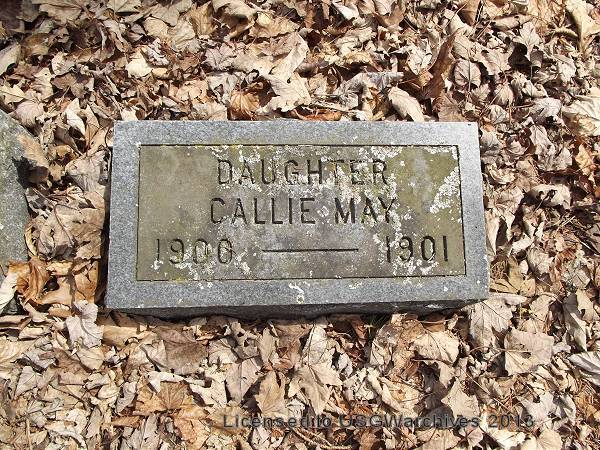 DAUGHTER
CALLIE MAY
1900 — 1901
Licensed to USGWarchives 2013